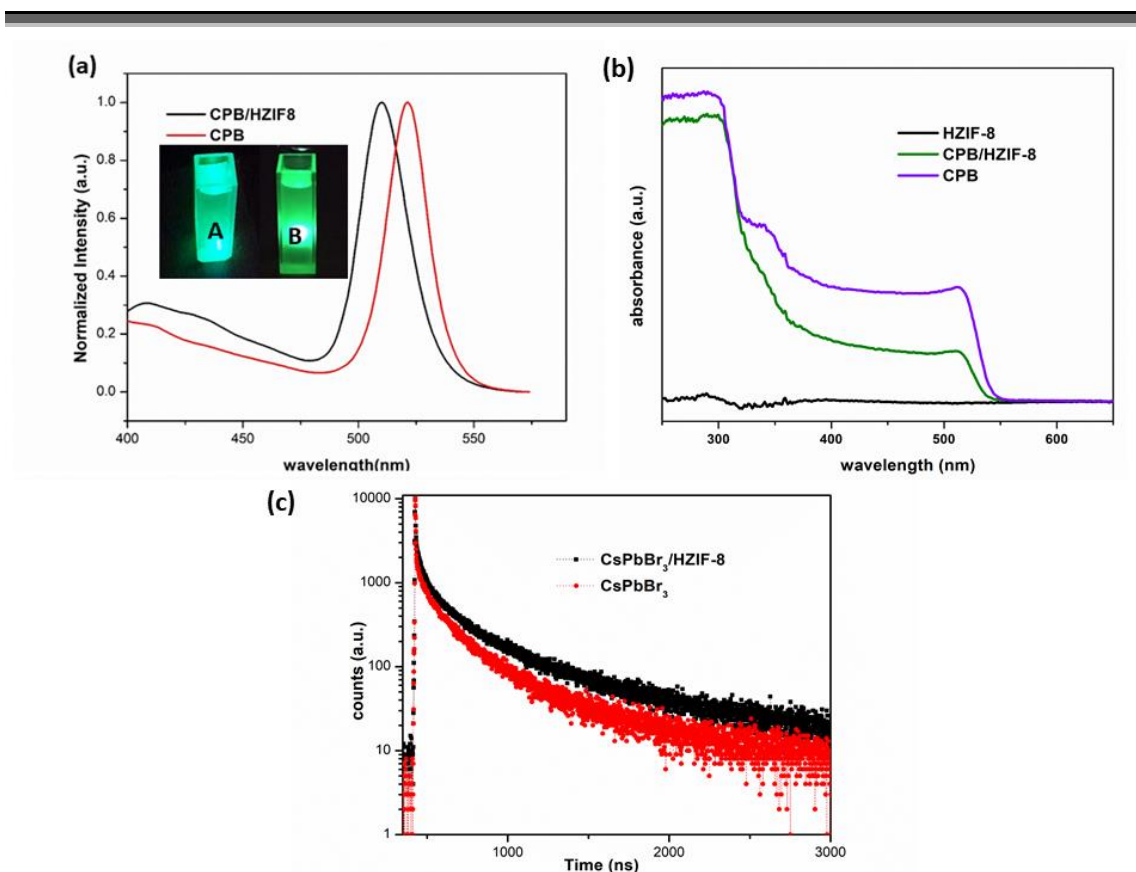 (a)
CPB/HZIF8
CPB
A
B
Normalized Intensity (a.u.)
1.0
0.8
0.6
0.4
0.2
0.0
400
450
500
550
wavelength(nm)
(b)
HZIF-8
CPB/HZIF-8
CPB
absorbance (a.u.)
300
400
500
600
wavelength (nm)
(c)
CsPbBr₃/HZIF-8
CsPbBr₃
counts (a.u.)
10000
1000
100
10
1
1000
2000
3000
Time (ns)